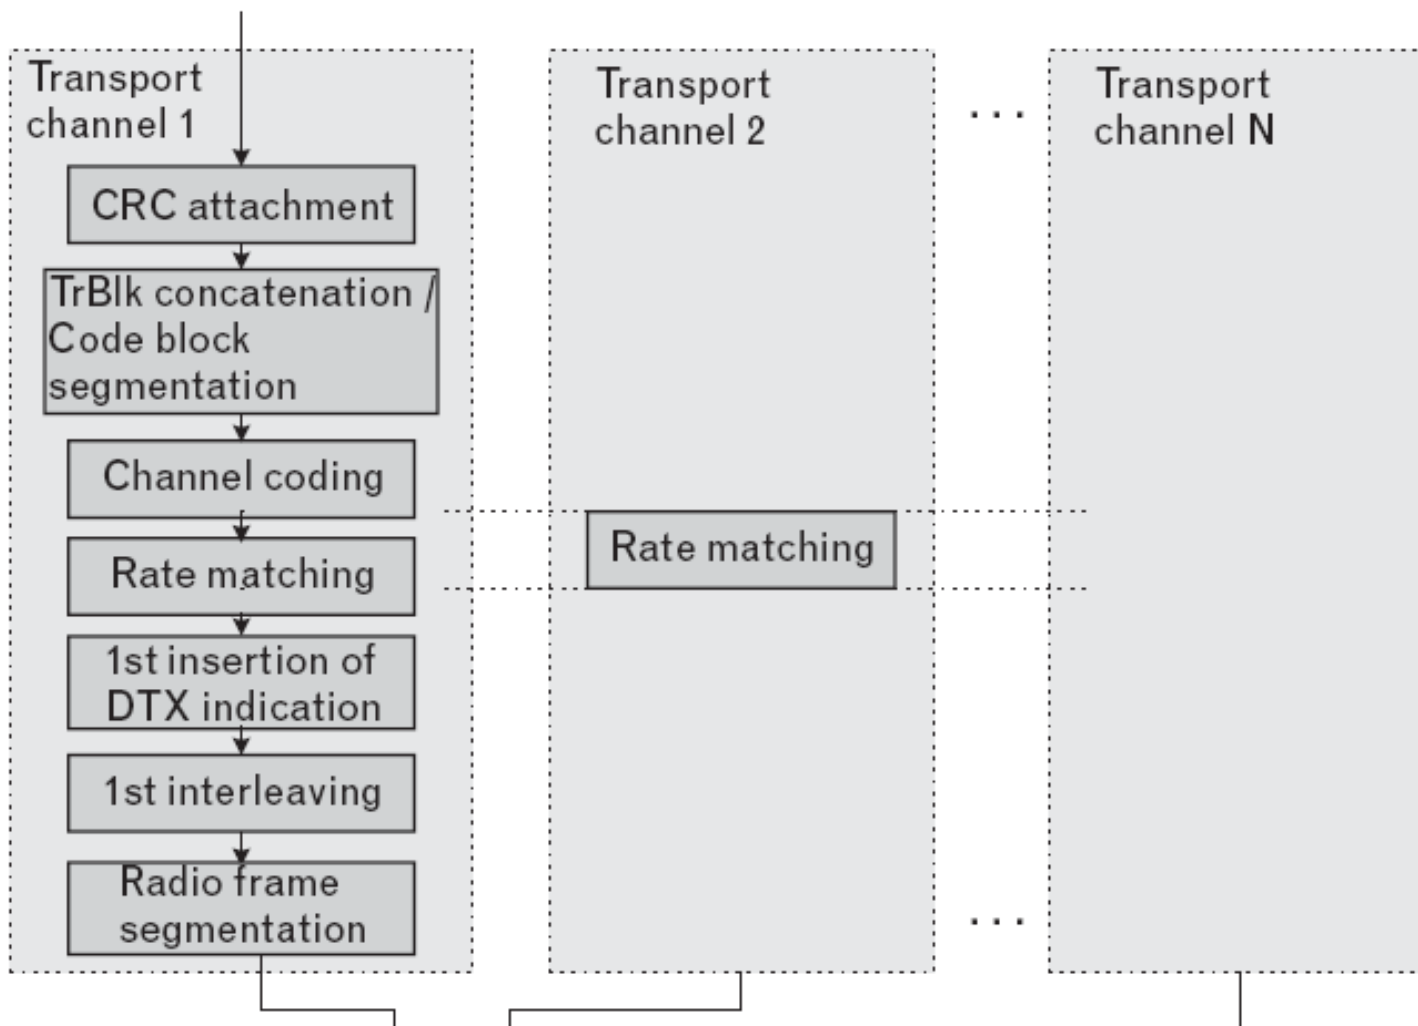 Transport
channel 1
CRC attachment
TrBlk concatenation /
Code block
segmentation
Channel coding
Rate matching
1st insertion of
DTX indication
1st interleaving
Radio frame
segmentation
Transport
channel 2
Rate matching
...
Transport
channel N
...